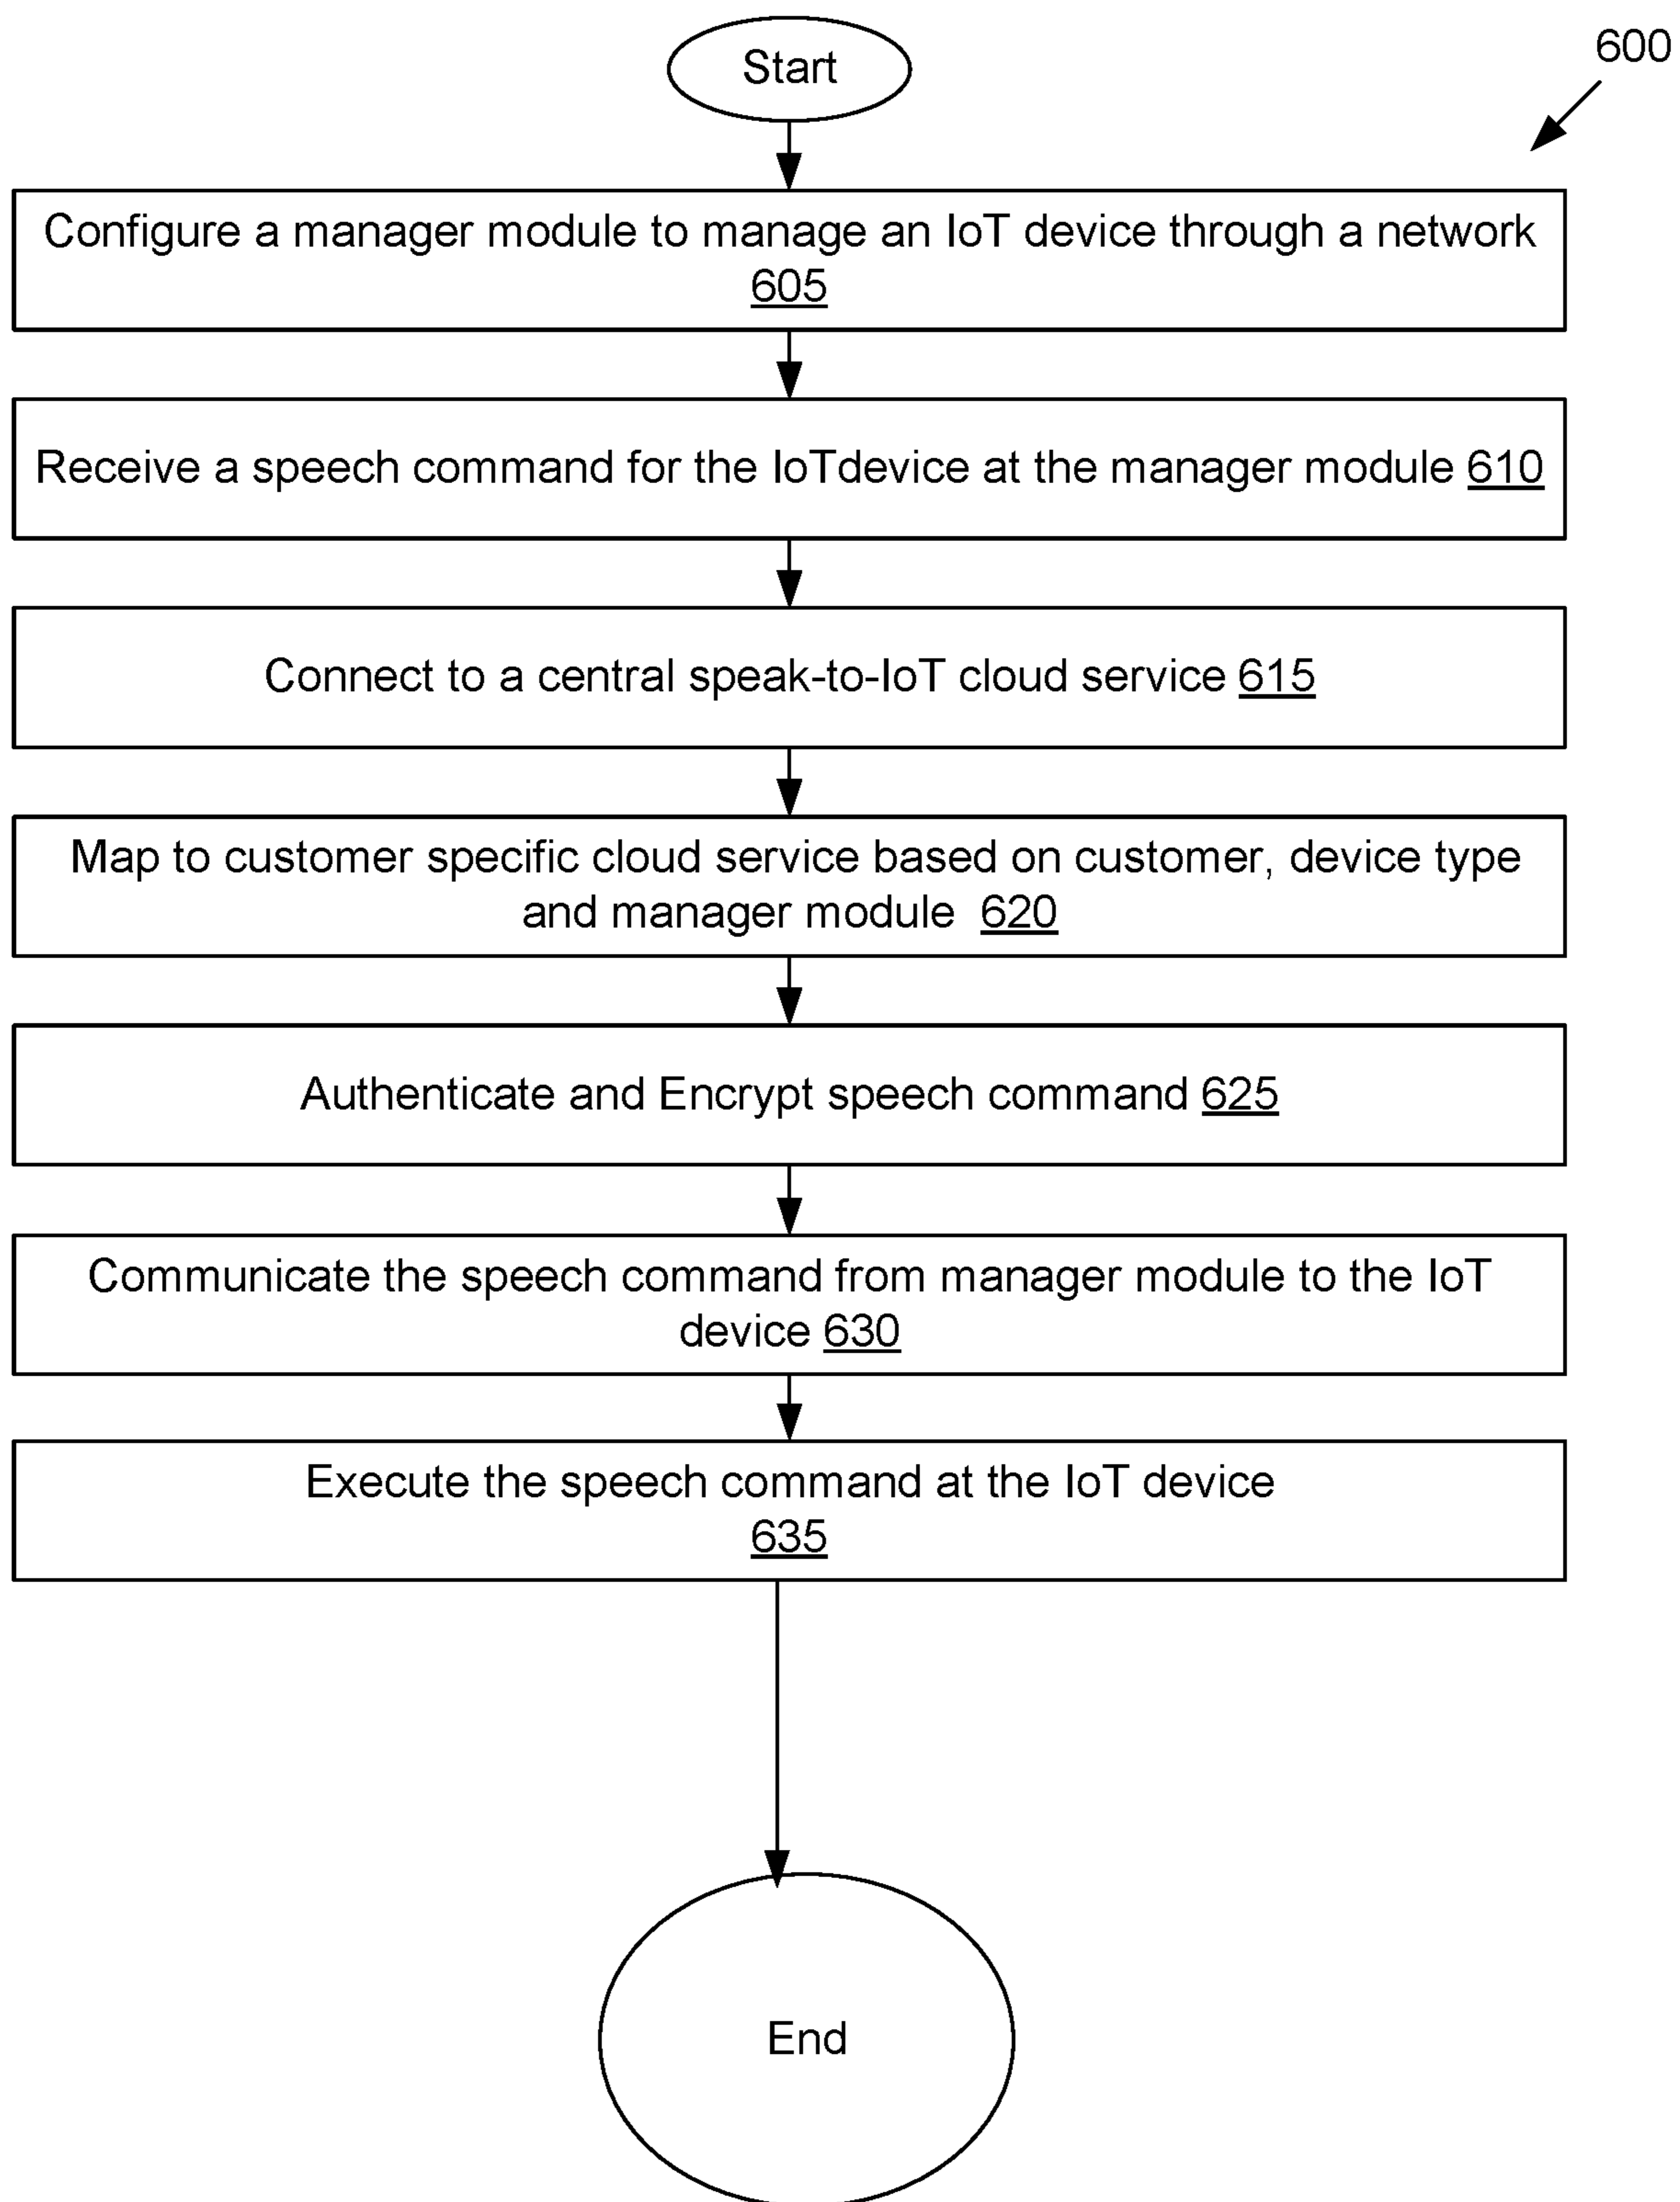 Start
600
Configure a manager module to manage an IoT device through a network
605
Receive a speech command for the IoTdevice at the manager module 610
Connect to a central speak-to-IoT cloud service 615
Map to customer specific cloud service based on customer, device type
and manager module 620
Authenticate and Encrypt speech command 625
Communicate the speech command from manager module to the IoT
device 630
Execute the speech command at the IoT device
635
End